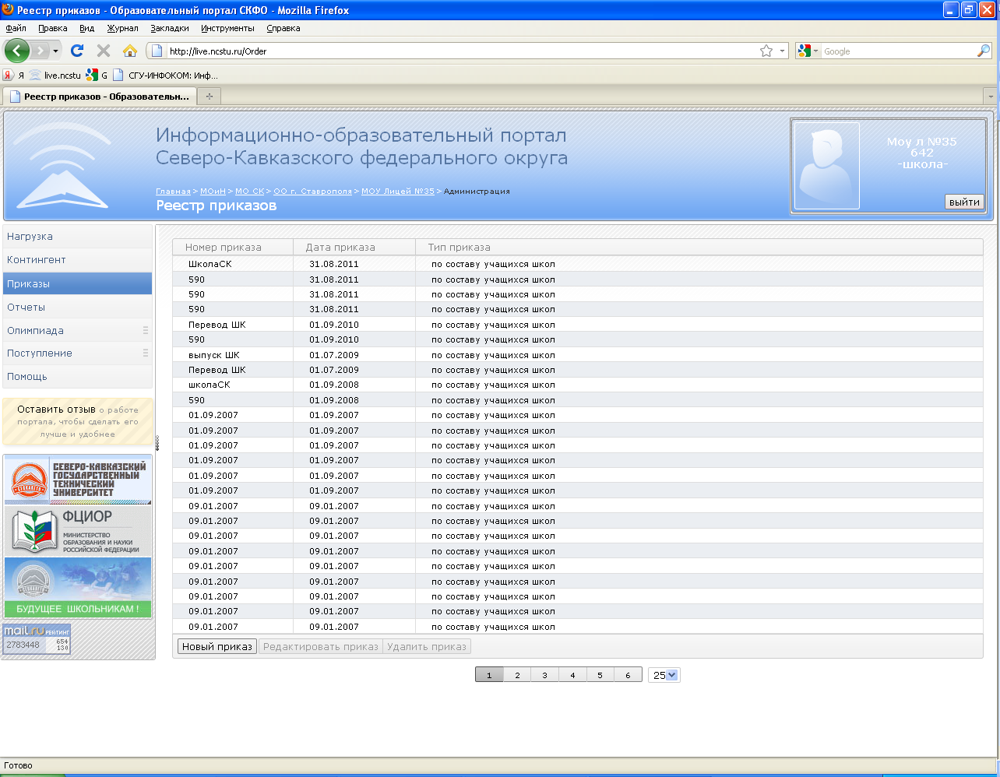 Реестр приказов - Образовательный портал СКФО - Mozilla Firefox
Файл Правка Вид Журнал Закладки Инструменты Справка
http://live.ncstu.ru/Order
Google
Я Я live.ncstu G СГУ-ИНФОКОМ: Инф...
Реестр приказов - Образовательн...
Информационно-образовательный портал
Северо-Кавказского федерального округа
Главная > МОиН > МО СК > ОО г. Ставрополя > МОУ Лицей №35 > Администрация
Реестр приказов
Моу л №35
642
-школа-
выйти
Нагрузка
Контингент
Приказы
Отчеты
Олимпиада
Поступление
Помощь
Оставить отзыв о работе
портала, чтобы сделать его
лучше и удобнее
СЕВЕРО-КАВКАЗСКИЙ
ГОСУДАРСТВЕННЫЙ
ТЕХНИЧЕСКИЙ
УНИВЕРСИТЕТ
ФЦИОР
МИНИСТЕРСТВО
ОБРАЗОВАНИЯ И НАУКИ
РОССИЙСКОЙ ФЕДЕРАЦИИ
БУДУЩЕЕ ШКОЛЬНИКАМ !
mail.ru РЕЙТИНГ
2783448 654
130
Номер приказа Дата приказа Тип приказа
ШколаСК 31.08.2011 по составу учащихся школ
590 31.08.2011 по составу учащихся школ
590 31.08.2011 по составу учащихся школ
590 31.08.2011 по составу учащихся школ
Перевод ШК 01.09.2010 по составу учащихся школ
590 01.09.2010 по составу учащихся школ
выпуск ШК 01.07.2009 по составу учащихся школ
Перевод ШК 01.07.2009 по составу учащихся школ
школаСК 01.09.2008 по составу учащихся школ
590 01.09.2008 по составу учащихся школ
01.09.2007 01.09.2007 по составу учащихся школ
01.09.2007 01.09.2007 по составу учащихся школ
01.09.2007 01.09.2007 по составу учащихся школ
01.09.2007 01.09.2007 по составу учащихся школ
01.09.2007 01.09.2007 по составу учащихся школ
01.09.2007 01.09.2007 по составу учащихся школ
09.01.2007 09.01.2007 по составу учащихся школ
09.01.2007 09.01.2007 по составу учащихся школ
09.01.2007 09.01.2007 по составу учащихся школ
09.01.2007 09.01.2007 по составу учащихся школ
09.01.2007 09.01.2007 по составу учащихся школ
09.01.2007 09.01.2007 по составу учащихся школ
09.01.2007 09.01.2007 по составу учащихся школ
09.01.2007 09.01.2007 по составу учащихся школ
09.01.2007 09.01.2007 по составу учащихся школ
Новый приказ Редактировать приказ Удалить приказ
1 2 3 4 5 6 25
Готово